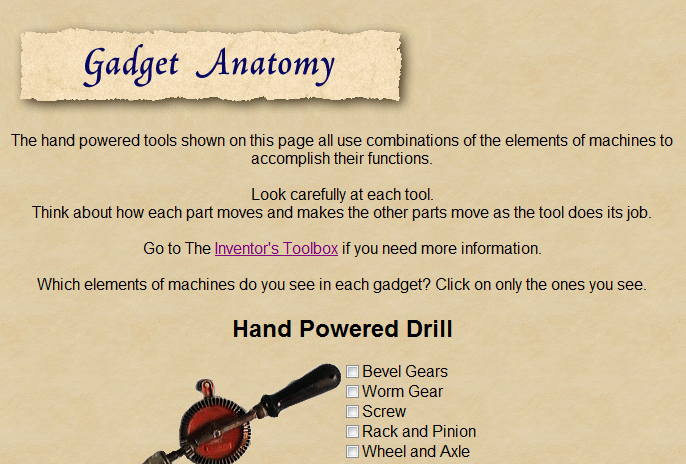 Gadget Anatomy
The hand powered tools shown on this page all use combinations of the elements of machines to
accomplish their functions.
Look carefully at each tool.
Think about how each part moves and makes the other parts move as the tool does its job.
Go to The Inventor's Toolbox if you need more information.
Which elements of machines do you see in each gadget? Click on only the ones you see.
Hand Powered Drill
Bevel Gears
Worm Gear
Screw
Rack and Pinion
Wheel and Axle